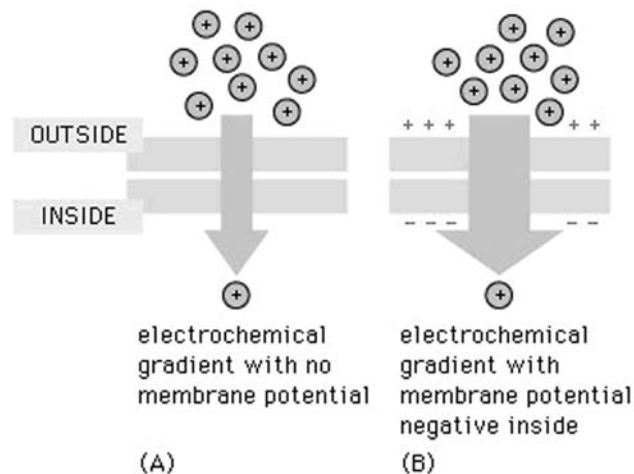 OUTSIDE
INSIDE
+ + +
+ +
− − −
− −
electrochemical
gradient with no
membrane potential
(A)
electrochemical
gradient with
membrane potential
negative inside
(B)